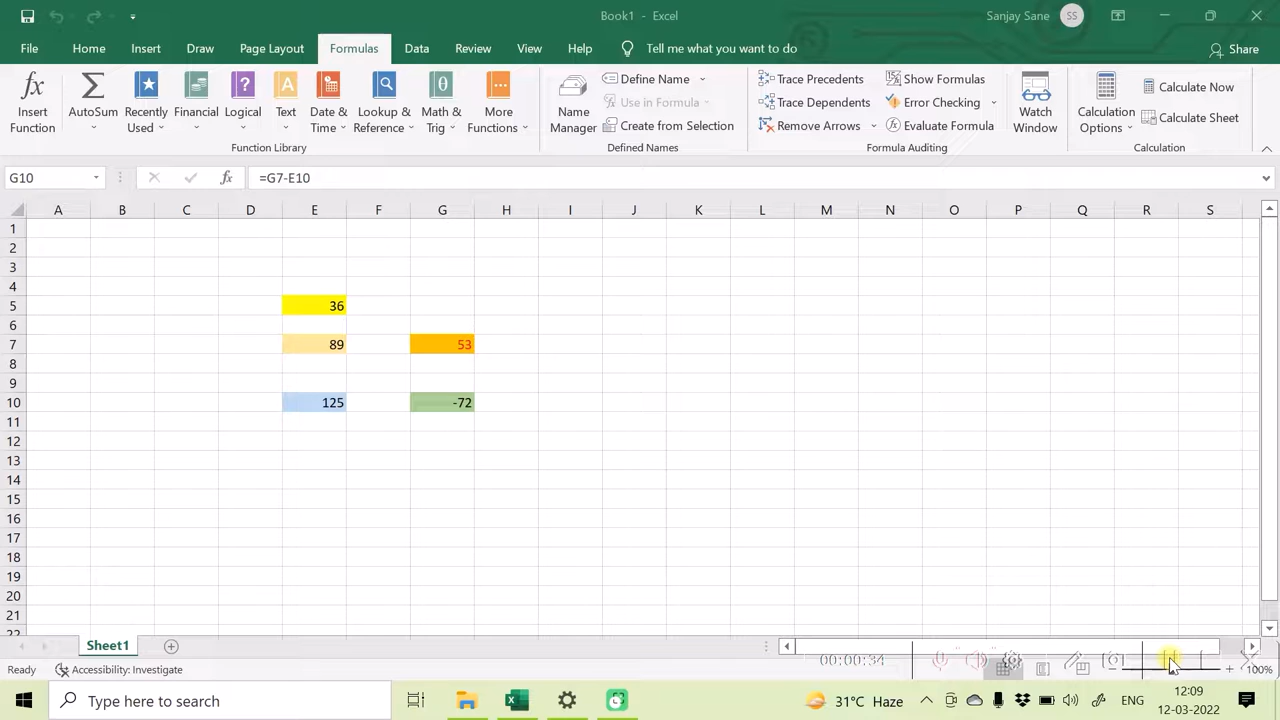 Book1 - Excel
Sanjay Sane
SS
File Home Insert Draw Page Layout Formulas Data Review View Help Tell me what you want to do Share
Insert Function
AutoSum
Recently Used
Financial
Logical
Text
Date & Time
Lookup & Reference
Math & Trig
More Functions
Function Library
Name Manager
Define Name
Use in Formula
Create from Selection
Defined Names
Trace Precedents
Trace Dependents
Remove Arrows
Show Formulas
Error Checking
Evaluate Formula
Formula Auditing
Watch Window
Calculation Options
Calculate Now
Calculate Sheet
Calculation
G10 fx =G7-E10
A B C D E F G H I J K L M N O P Q R S
1
2
3
4
5 36
6
7 89 53
8
9
10 125 -72
11
12
13
14
15
16
17
18
19
20
21
22
Sheet1
Ready Accessibility: Investigate 00:00:34 100%
Type here to search
31°C Haze
ENG
12:09
12-03-2022